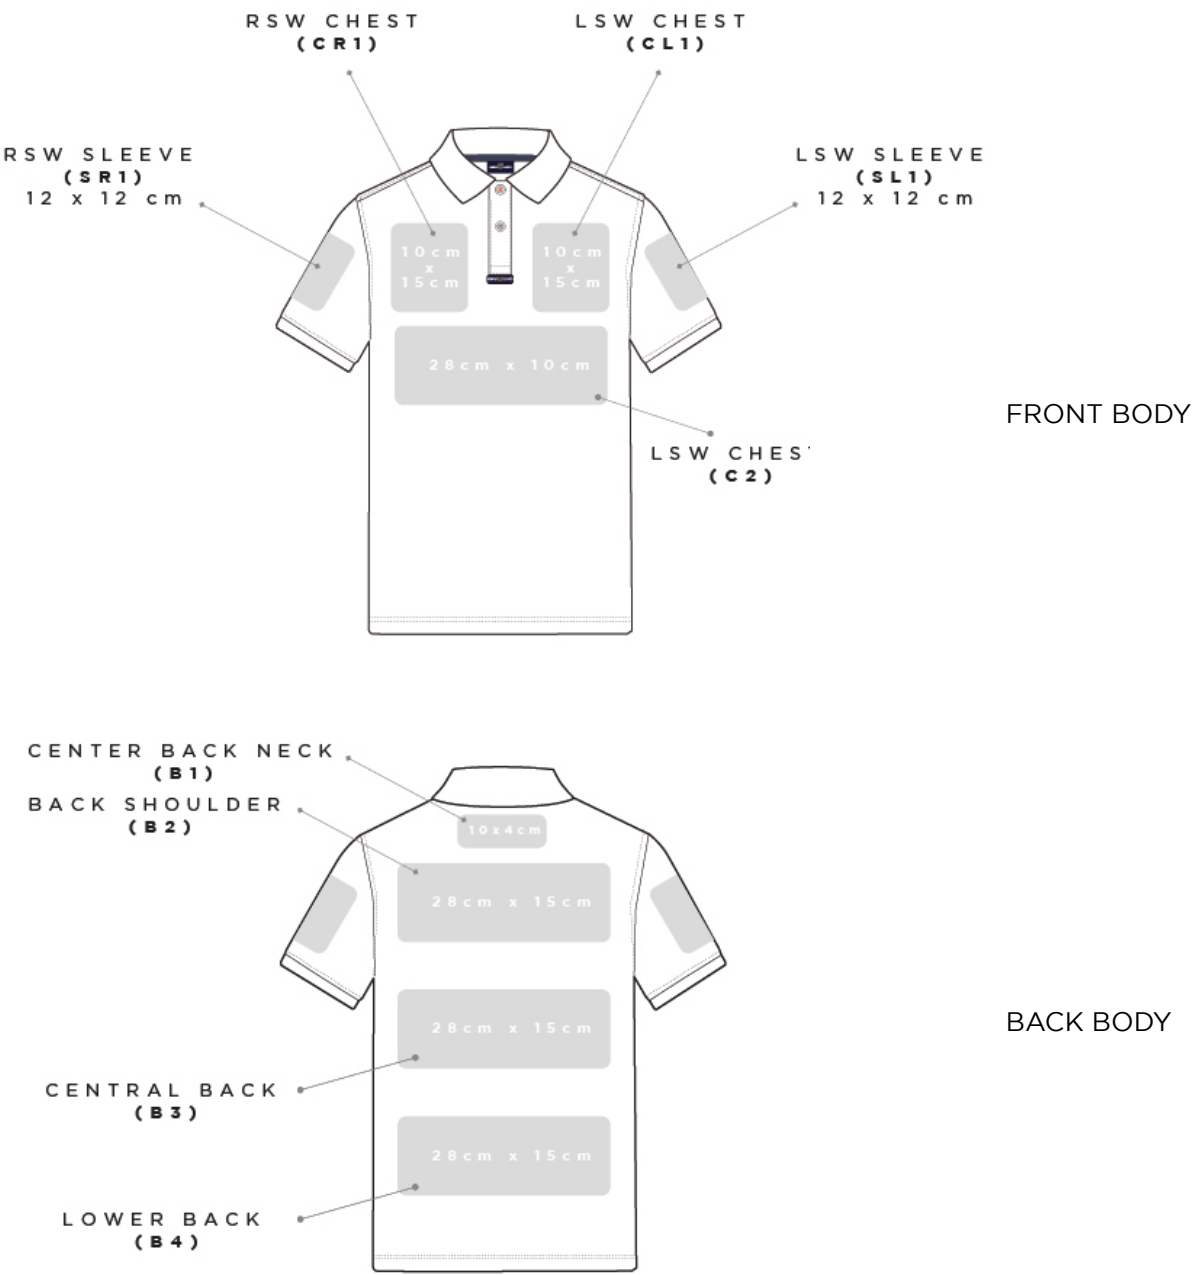 RSW CHEST
(CR1)
LSW CHEST
(CL1)
RSW SLEEVE
(SR1)
12 x 12 cm
LSW SLEEVE
(SL1)
12 x 12 cm
10cm
x
15cm
10cm
x
15cm
28cm x 10cm
FRONT BODY
LSW CHEST
(C2)
CENTER BACK NECK
(B1)
BACK SHOULDER
(B2)
10x4cm
28cm x 15cm
28cm x 15cm
BACK BODY
CENTRAL BACK
(B3)
28cm x 15cm
LOWER BACK
(B4)